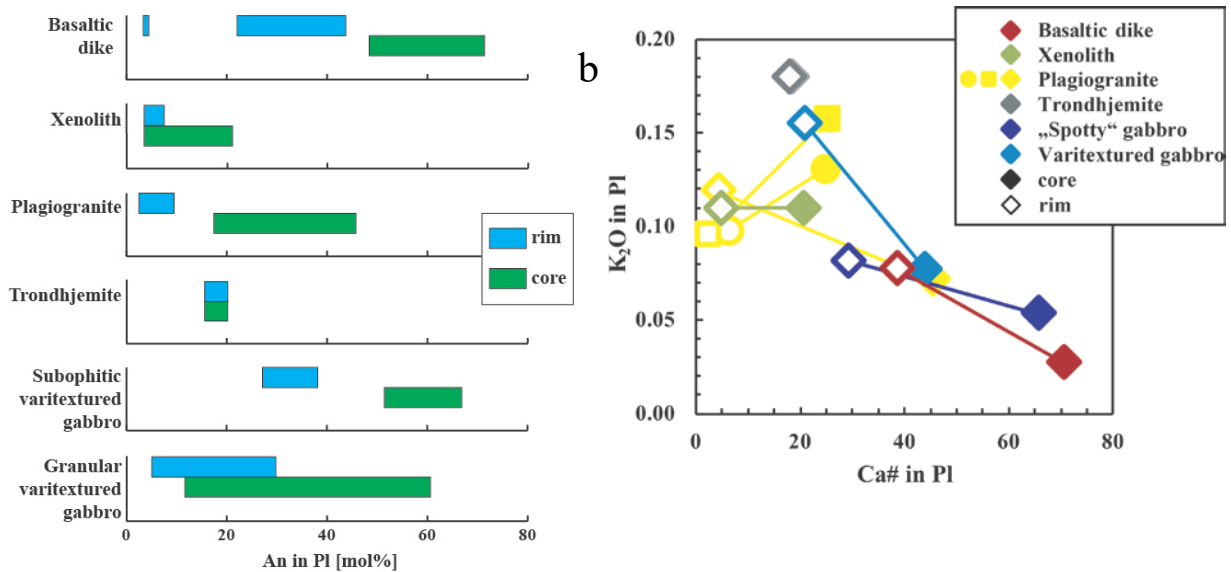 Basaltic
dike
Xenolith
Plagiogranite
Trondhjemite
Subophitic
varitextured
gabbro
Granular
varitextured
gabbro
rim
core
0 20 40 60 80
An in Pl [mol%]
b
0.20
0.15
0.10
0.05
0.00
K₂O in Pl
0 20 40 60 80
Ca# in Pl
Basaltic dike
Xenolith
Plagiogranite
Trondhjemite
„Spotty“ gabbro
Varitextured gabbro
core
rim